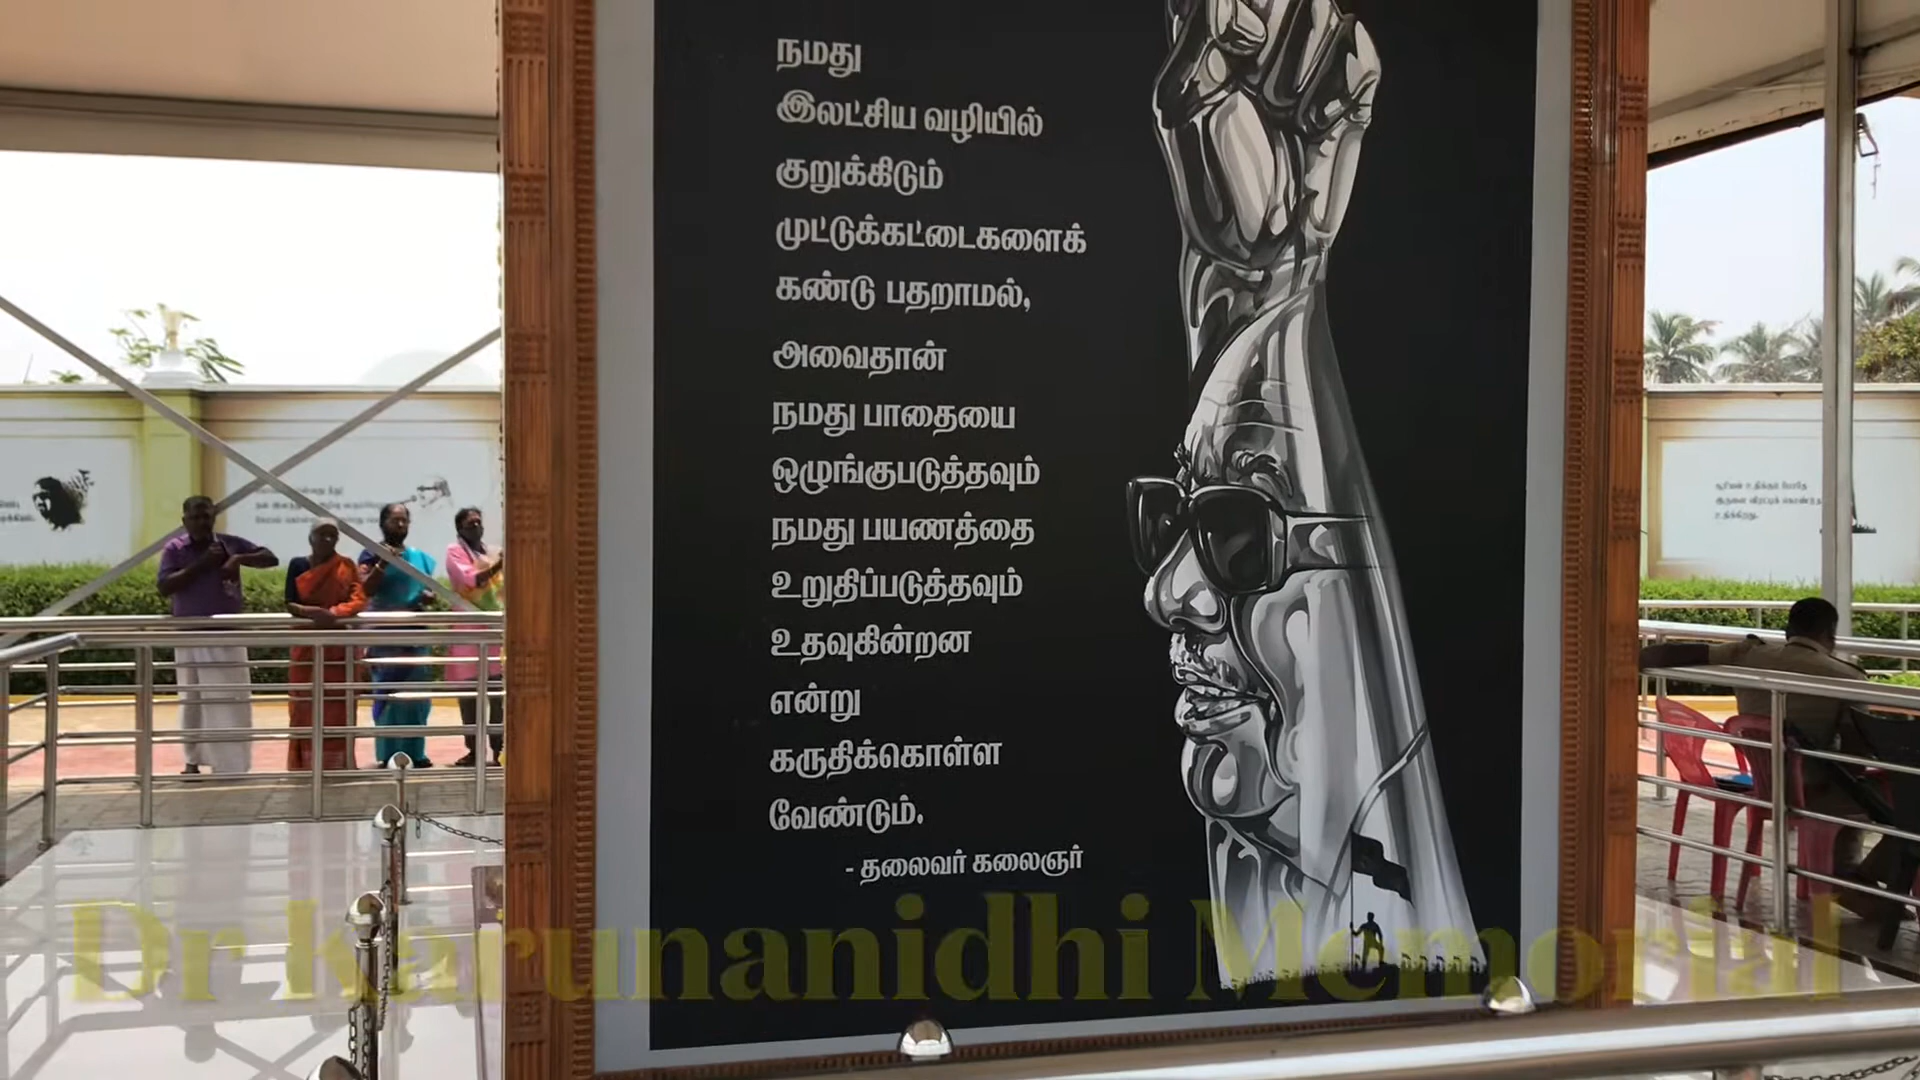 நமது
இலட்சிய வழியில்
குறுக்கிடும்
முட்டுக்கட்டைகளைக்
கண்டு பதறாமல்,
அவைதான்
நமது பாதையை
ஒழுங்குபடுத்தவும்
நமது பயணத்தை
உறுதிப்படுத்தவும்
உதவுகின்றன
என்று
கருதிக்கொள்ள
வேண்டும்.
- தலைவர் கலைஞர்
Dr Karunanidhi Memorial